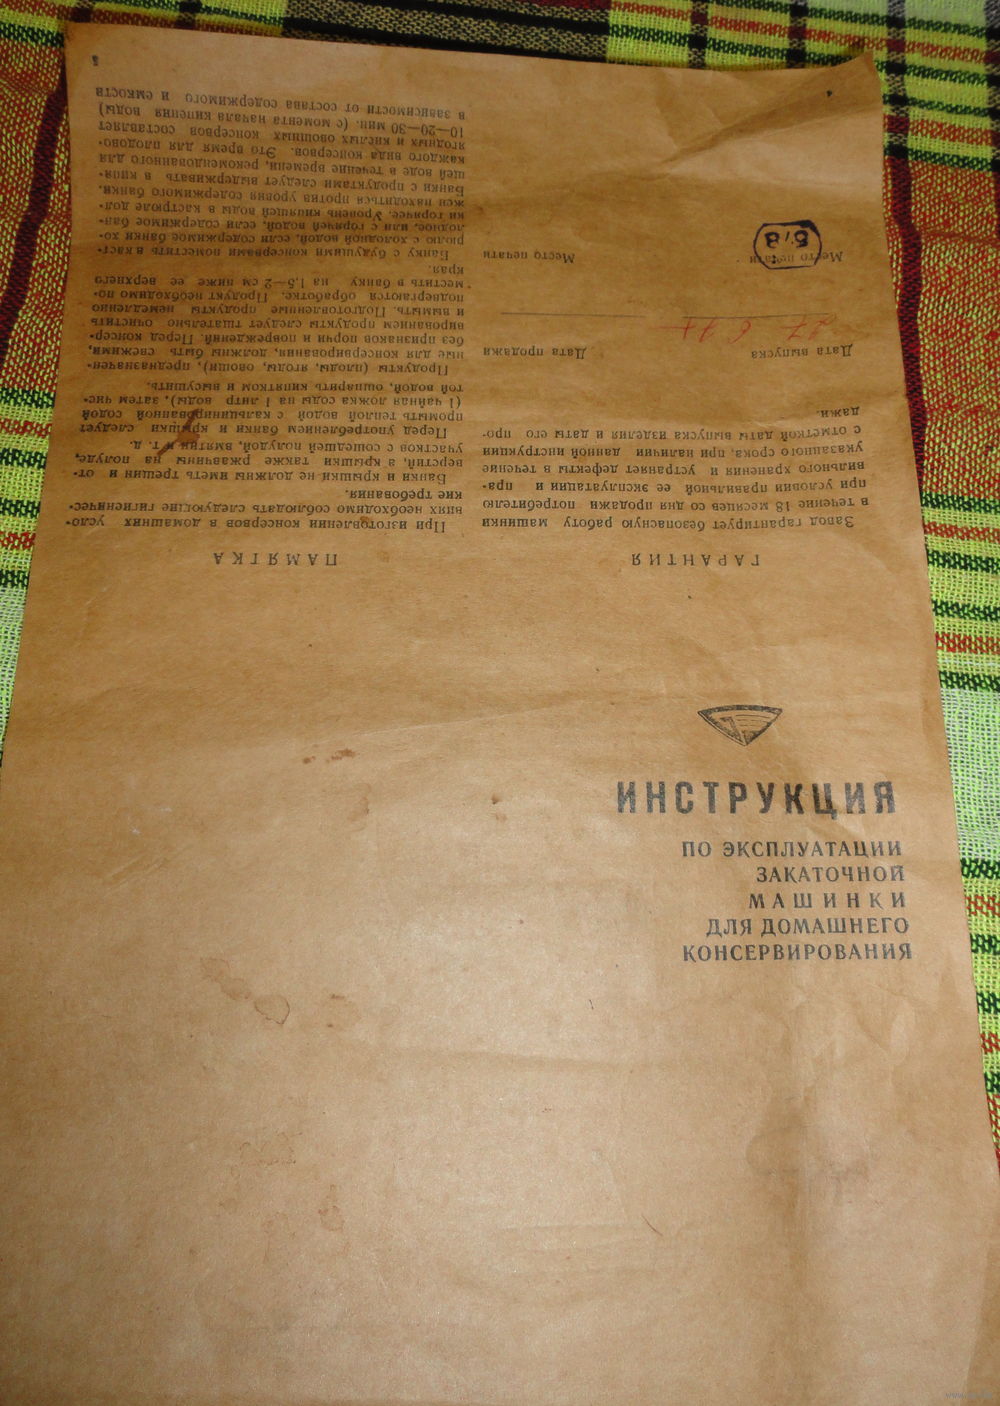 ИНСТРУКЦИЯ
ПО ЭКСПЛУАТАЦИИ
ЗАКАТОЧНОЙ
МАШИНКИ
ДЛЯ ДОМАШНЕГО
КОНСЕРВИРОВАНИЯ
ГАРАНТИЯ
Завод гарантирует безопасную работу машинки
в течение 18 месяцев со дня продажи потребителю
при условии правильной ее эксплуатации и пра-
вильного хранения и устраняет дефекты в течение
указанного срока, при наличии данной инструкции
с отметкой даты выпуска изделия и даты его про-
дажи.
Дата выпуска Дата продажи
Место печати Место печати
5/8
4
ПАМЯТКА
При изготовлении консервов в домашних усло-
виях необходимо соблюдать следующие гигиеничес-
кие требования.
Банки и крышки не должны иметь трещин и от-
верстий, а крышки также ржавчины на полуде,
участков с сошедшей полудой, вмятин и т. д.
Перед употреблением банки и крышки следует
промыть теплой водой с кальцинированной содой
(1 чайная ложка соды на 1 литр воды), затем чис-
той водой, ошпарить кипятком и высушить.
Продукты (плоды, ягоды, овощи), предназначен-
ные для консервирования, должны быть свежими,
без признаков порчи и повреждений. Перед консер-
вированием продукты следует тщательно очистить
и вымыть. Подготовленные продукты немедленно
подвергаются обработке. Продукт необходимо по-
местить в банку на 1,5—2 см ниже ее верхнего
края.
Банку с будущими консервами поместить в каст-
рюлю с холодной водой, если содержимое банки хо-
лодное, или с горячей водой, если содержимое бан-
ки горячее. Уровень кипящей воды в кастрюле дол-
жен находиться против уровня содержимого банки.
Банки с продуктами следует выдерживать в кипя-
щей воде в течение времени, рекомендованного для
каждого вида консервов. Это время для плодово-
ягодных и кислых овощных консервов составляет
10—20—30 мин. (с момента начала кипения воды)
в зависимости от состава содержимого и емкости